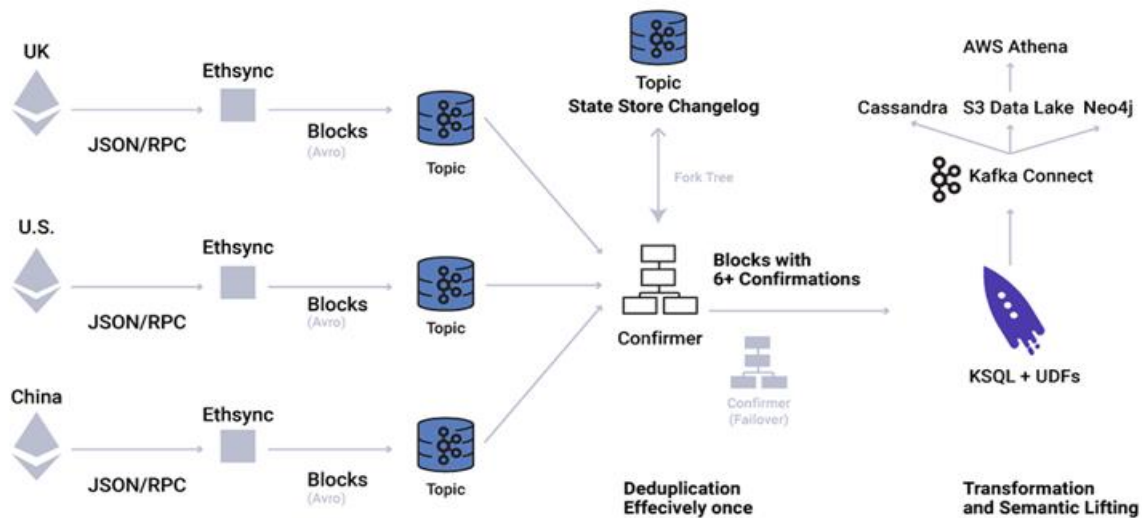 UK
Ethsync
JSON/RPC
Blocks
(Avro)
Topic
U.S.
Ethsync
JSON/RPC
Blocks
(Avro)
Topic
China
Ethsync
JSON/RPC
Blocks
(Avro)
Topic
Topic
State Store Changelog
Fork Tree
Confirmer
Blocks with
6+ Confirmations
Confirmer
(Failover)
Deduplication
Effecively once
AWS Athena
Cassandra S3 Data Lake Neo4j
Kafka Connect
KSQL + UDFs
Transformation
and Semantic Lifting